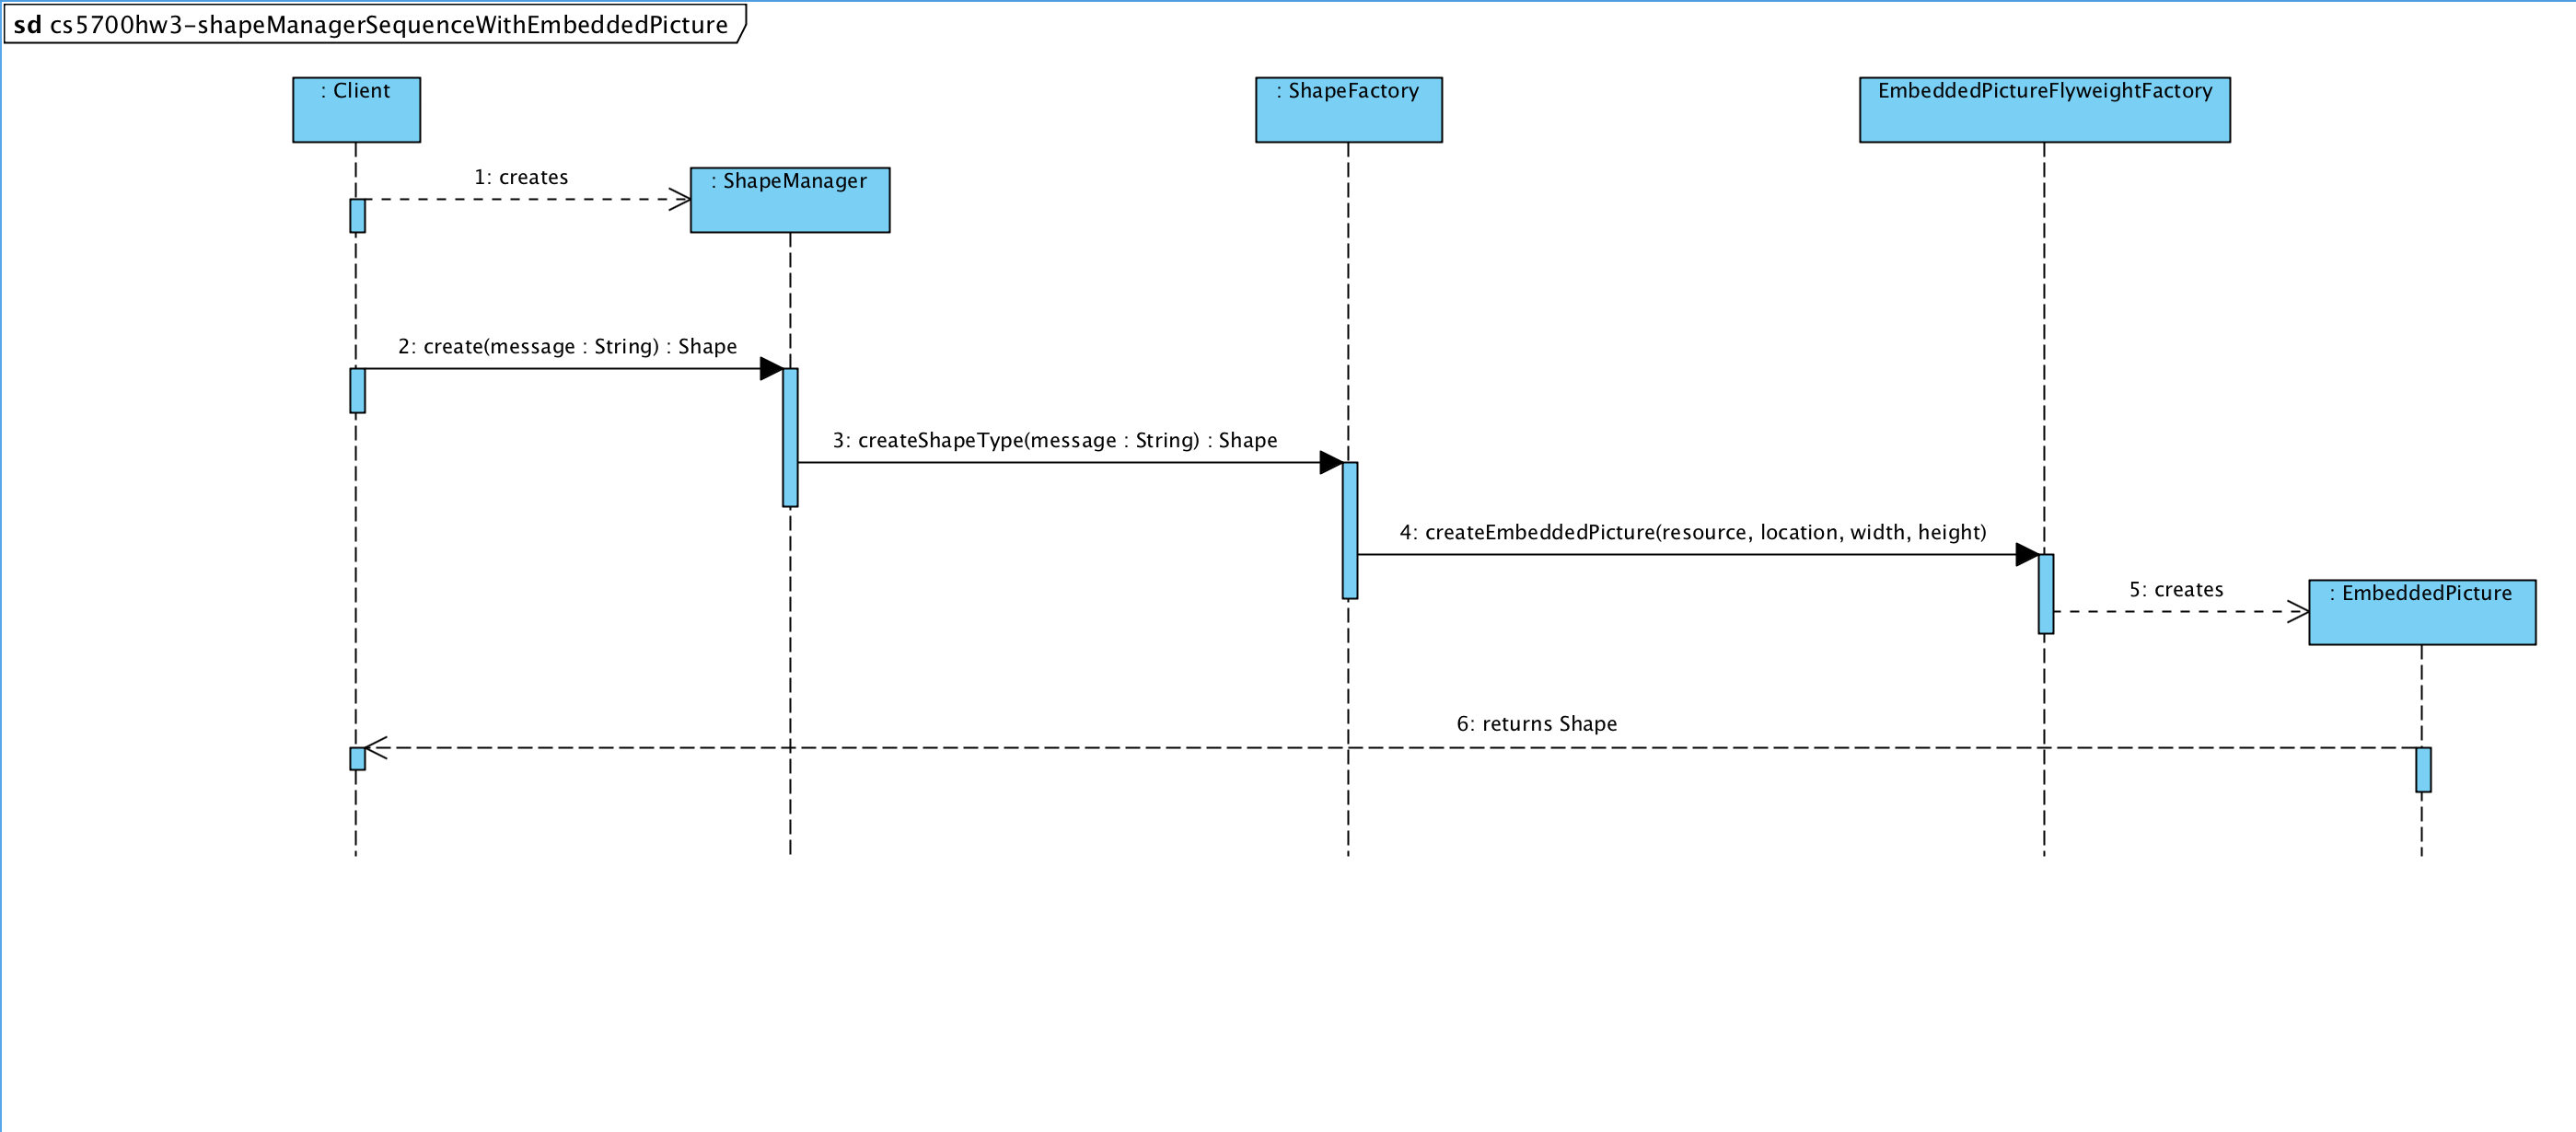 sd cs5700hw3-shapeManagerSequenceWithEmbeddedPicture
: Client
: ShapeFactory
EmbeddedPictureFlyweightFactory
1: creates
: ShapeManager
2: create(message : String) : Shape
3: createShapeType(message : String) : Shape
4: createEmbeddedPicture(resource, location, width, height)
5: creates
: EmbeddedPicture
6: returns Shape